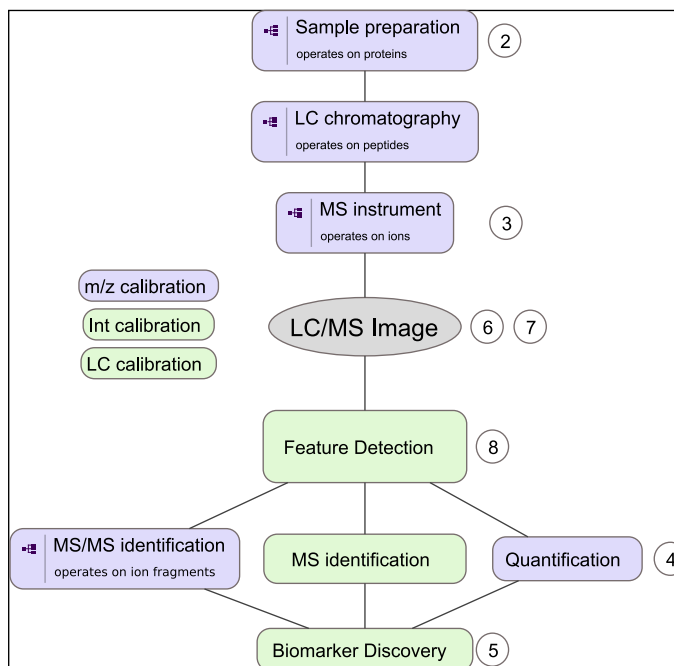 Sample preparation
operates on proteins
2
LC chromatography
operates on peptides
MS instrument
operates on ions
3
m/z calibration
Int calibration
LC calibration
LC/MS Image
6
7
Feature Detection
8
MS/MS identification
operates on ion fragments
MS identification
Quantification
4
Biomarker Discovery
5